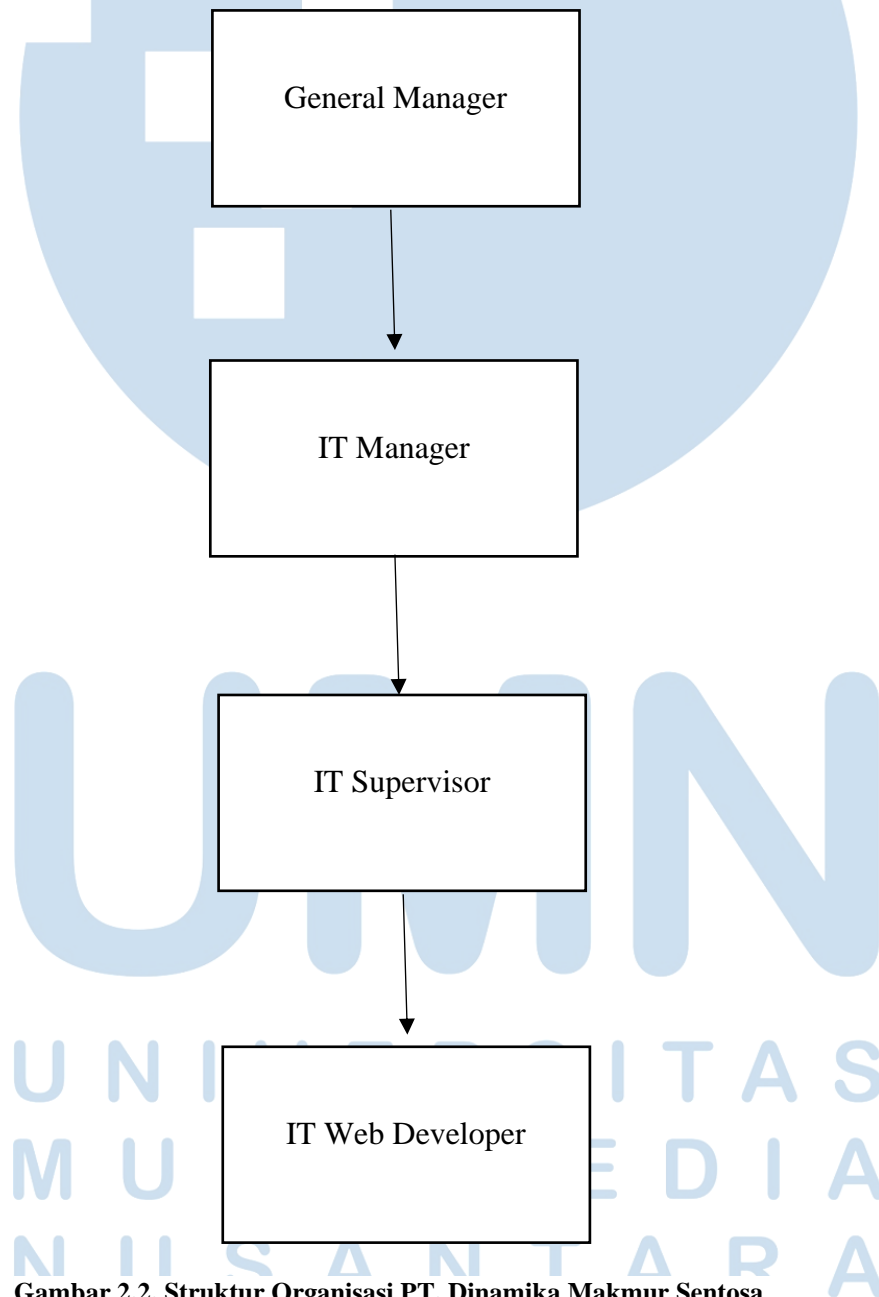 General Manager
IT Manager
IT Supervisor
UMN
IT Web Developer
UNIVERSITAS
MULTIMEDIA
NUSANTARA
Gambar 2.2. Struktur Organisasi PT. Dinamika Makmur Sentosa